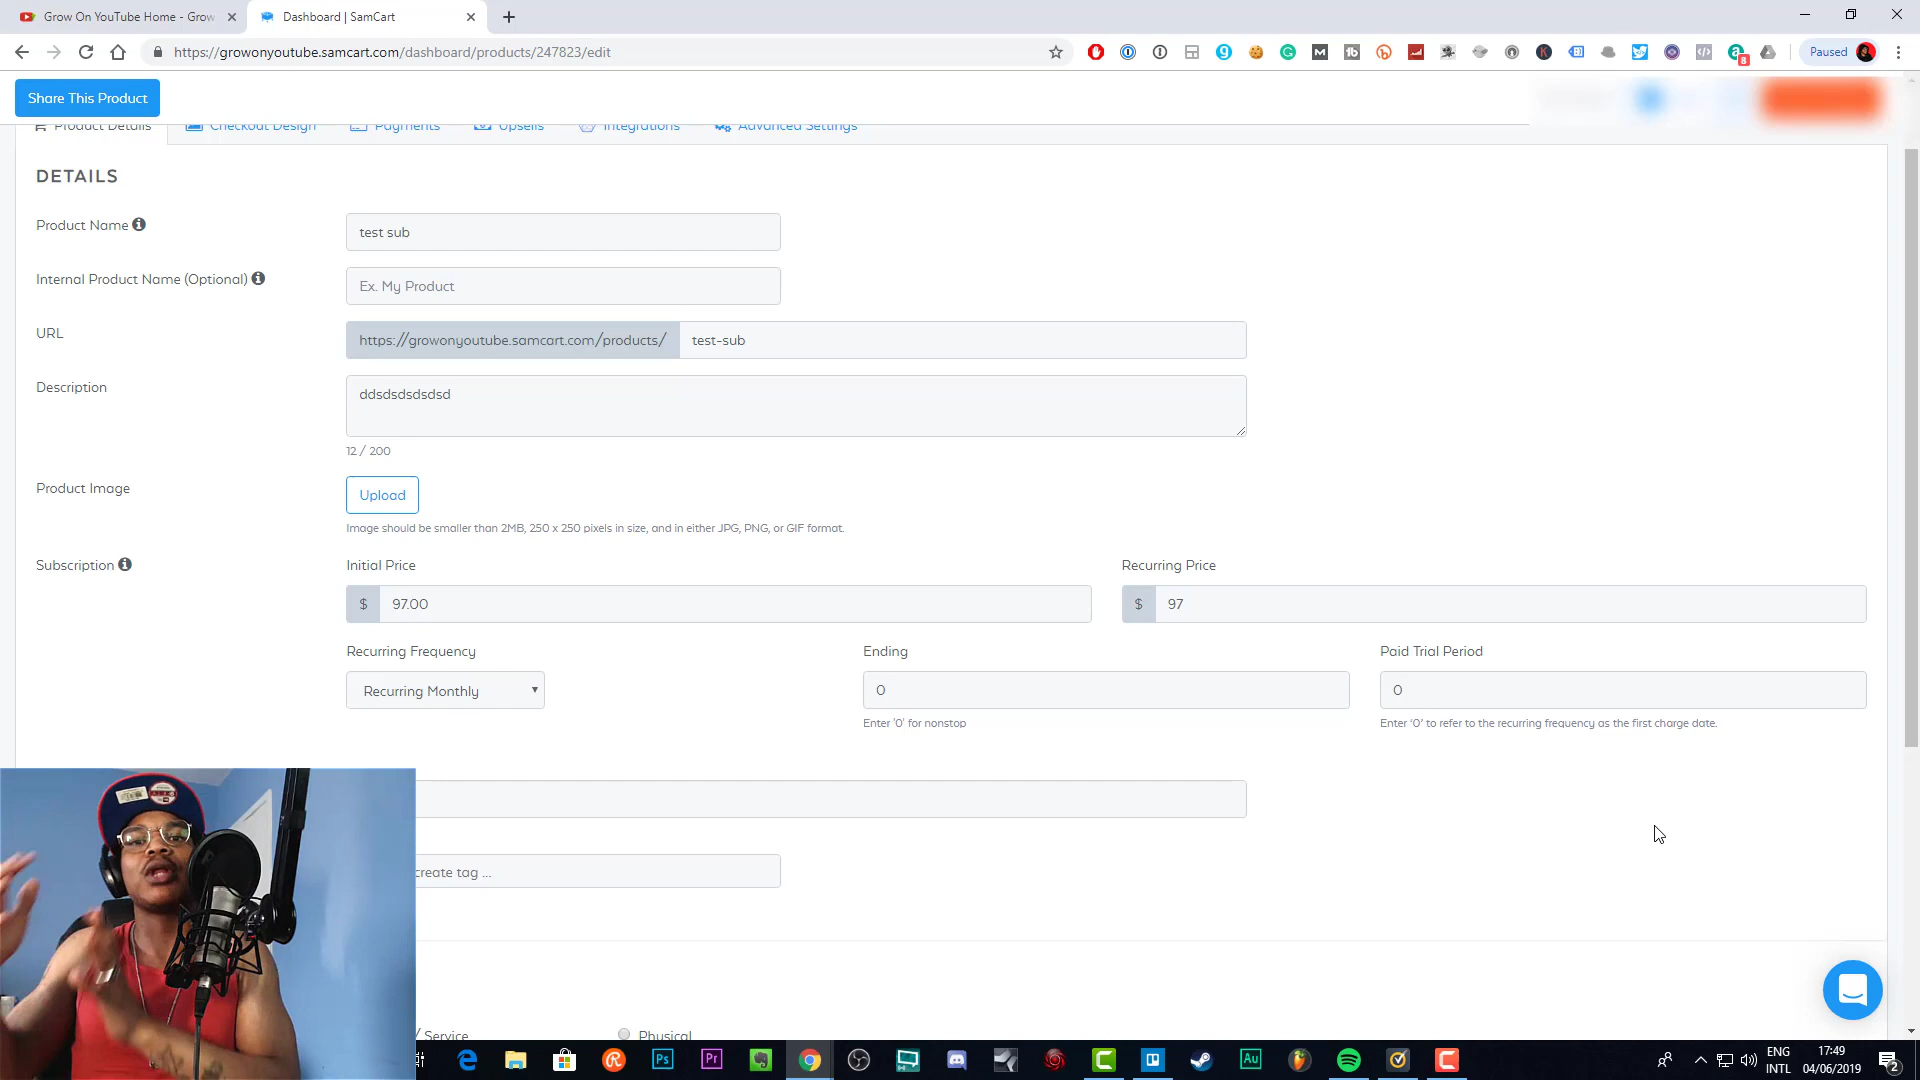 Grow On YouTube Home - Grow
Dashboard | SamCart
https://growonyoutube.samcart.com/dashboard/products/247823/edit
Paused
Share This Product
Product Details
Checkout Design
Payments
Upsells
Integrations
Advanced Settings
DETAILS
Product Name
test sub
Internal Product Name (Optional)
Ex. My Product
URL
https://growonyoutube.samcart.com/products/
test-sub
Description
ddsdsdsdsdsd
12 / 200
Product Image
Upload
Image should be smaller than 2MB, 250 x 250 pixels in size, and in either JPG, PNG, or GIF format.
Subscription
Initial Price
Recurring Price
$ 97.00
$ 97
Recurring Frequency
Ending
Paid Trial Period
Recurring Monthly
0
0
Enter '0' for nonstop
Enter '0' to refer to the recurring frequency as the first charge date.
create tag ...
/ Service
Physical
ENG
INTL
17:49
04/06/2019
2